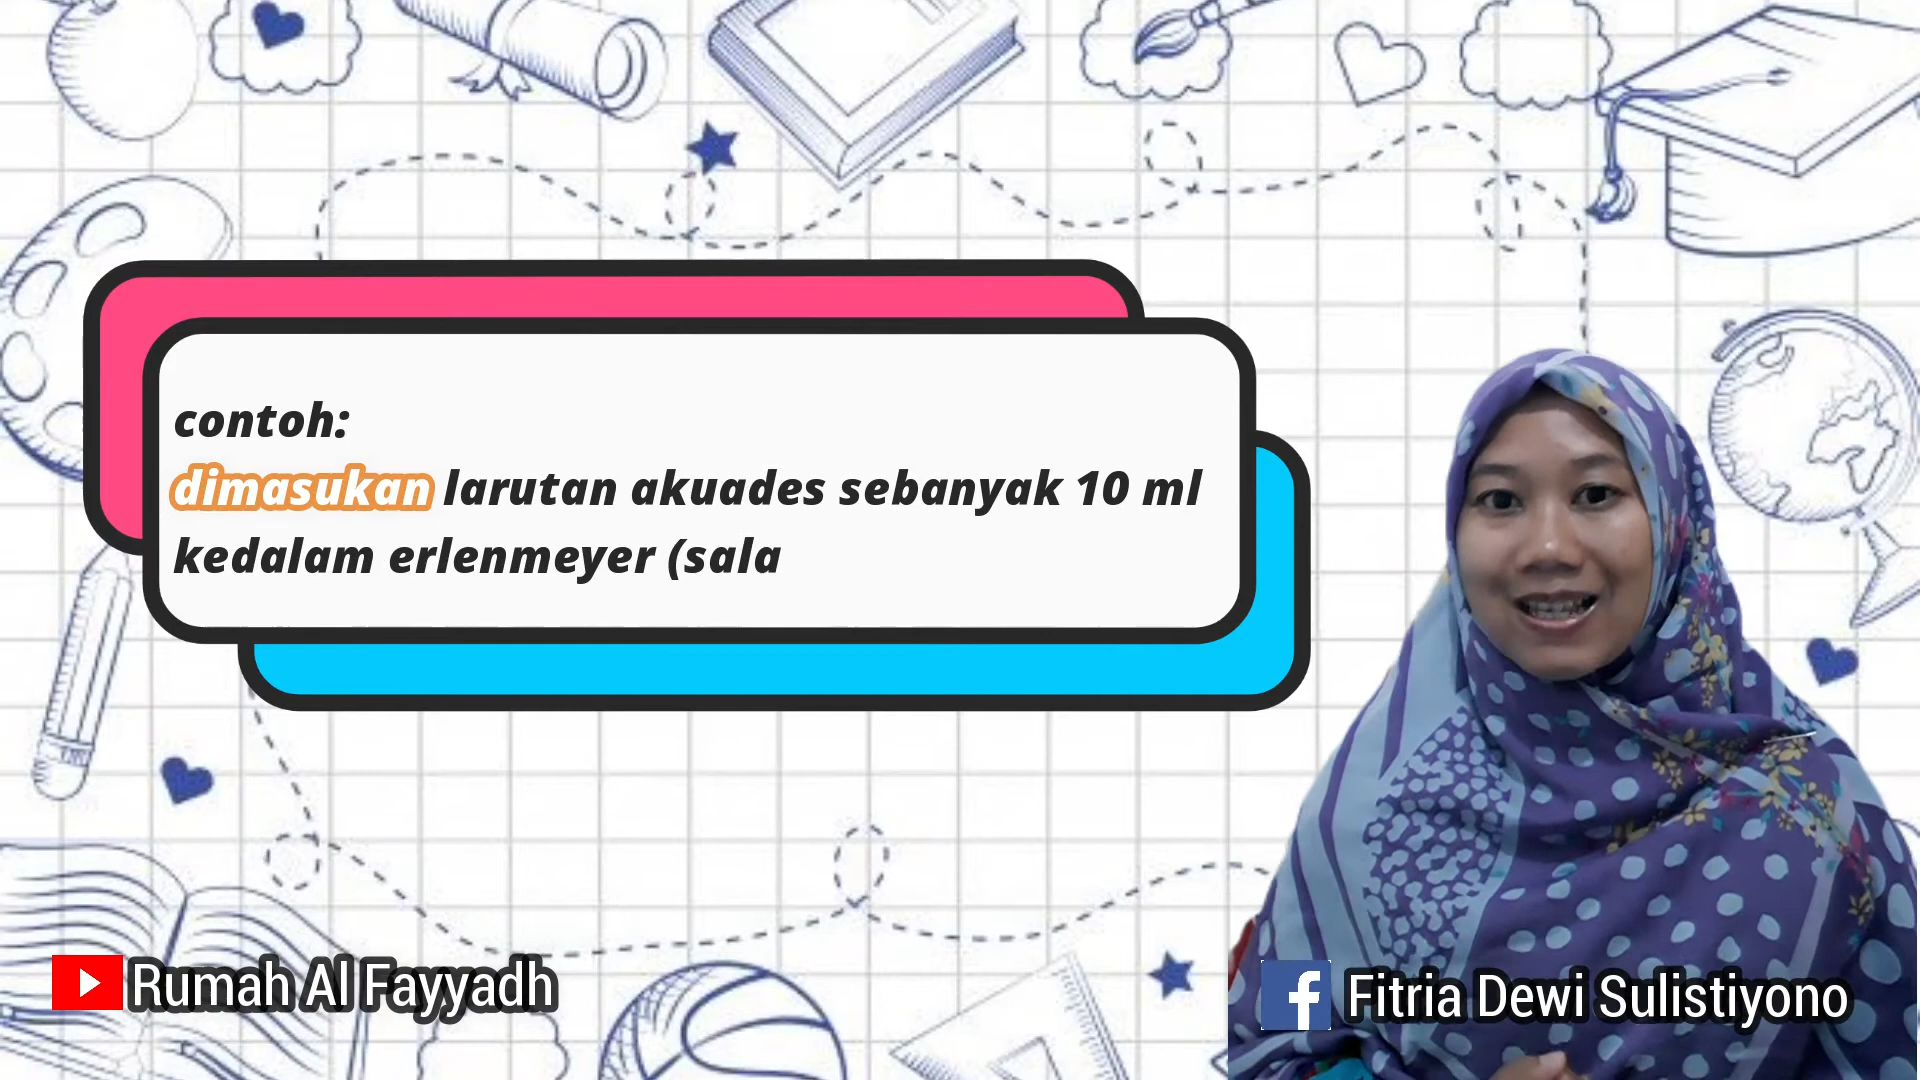 contoh:
dimasukan larutan akuades sebanyak 10 ml
kedalam erlenmeyer (sala
Rumah Al Fayyadh
Fitria Dewi Sulistiyono